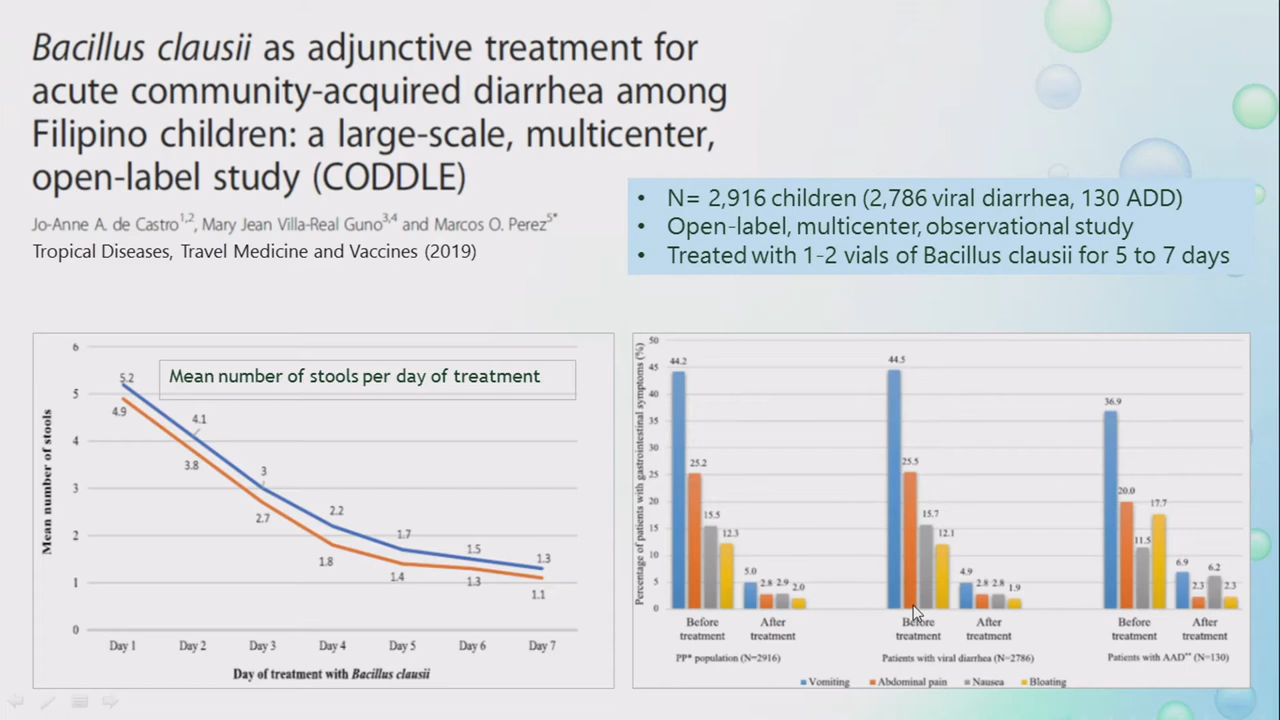 Bacillus clausii as adjunctive treatment for
acute community-acquired diarrhea among
Filipino children: a large-scale, multicenter,
open-label study (CODDLE)
Jo-Anne A. de Castro1,2, Mary Jean Villa-Real Guno3,4 and Marcos O. Perez5*
Tropical Diseases, Travel Medicine and Vaccines (2019)
• N= 2,916 children (2,786 viral diarrhea, 130 ADD)
• Open-label, multicenter, observational study
• Treated with 1-2 vials of Bacillus clausii for 5 to 7 days
Mean number of stools per day of treatment
Mean number of stools
6
5
4
3
2
1
0
5.2
4.1
3
2.2
1.7
1.5
1.3
4.9
3.8
2.7
1.8
1.4
1.3
1.1
Day 1 Day 2 Day 3 Day 4 Day 5 Day 6 Day 7
Day of treatment with Bacillus clausii
Percentage of patients with gastrointestinal symptoms (%)
50
45
40
35
30
25
20
15
10
5
0
44.2 25.2 15.5 12.3 5.0 2.8 2.9 2.0
44.5 25.5 15.7 12.1 4.9 2.8 2.8 1.9
36.9 20.0 11.5 17.7 6.9 2.3 6.2 2.3
Before treatment After treatment Before treatment After treatment Before treatment After treatment
PP* population (N=2916) Patients with viral diarrhea (N=2786) Patients with AAD** (N=130)
Vomiting Abdominal pain Nausea Bloating